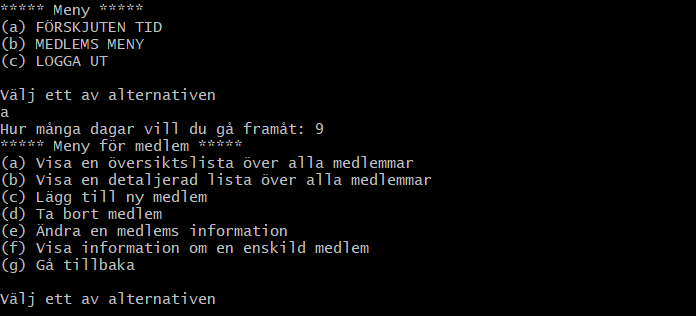 ***** Meny *****
(a) FÖRSKJUTEN TID
(b) MEDLEMS MENY
(c) LOGGA UT
Välj ett av alternativen
a
Hur många dagar vill du gå framåt: 9
***** Meny för medlem *****
(a) Visa en översiktslista över alla medlemmar
(b) Visa en detaljerad lista över alla medlemmar
(c) Lägg till ny medlem
(d) Ta bort medlem
(e) Ändra en medlems information
(f) Visa information om en enskild medlem
(g) Gå tillbaka
Välj ett av alternativen